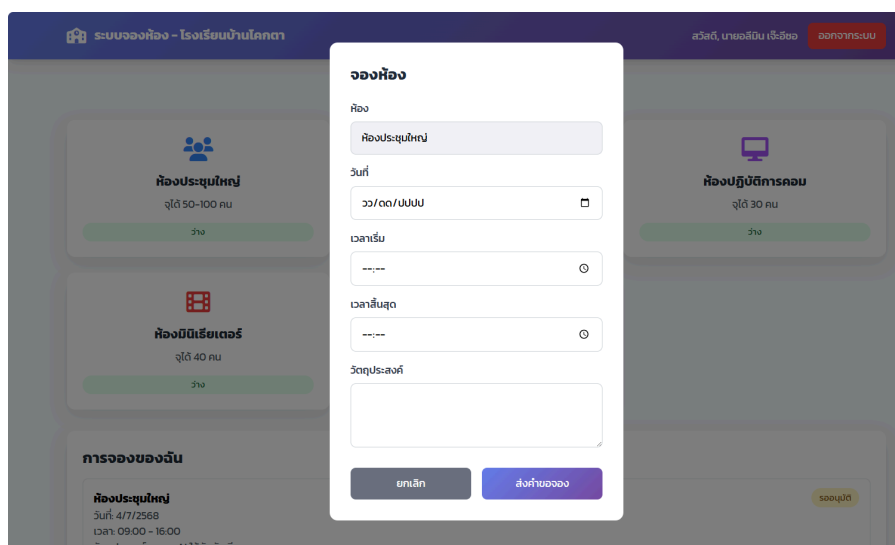 ระบบจองห้อง - โรงเรียนบ้านโคกตา
สวัสดี, นายอลีมีน เจ๊ะอีซอ
ออกจากระบบ
จองห้อง
ห้อง
ห้องประชุมใหญ่
วันที่
วว/ดด/ปปปป
เวลาเริ่ม
--:--
เวลาสิ้นสุด
--:--
วัตถุประสงค์
ยกเลิก
ส่งคำขอจอง
ห้องประชุมใหญ่
จุได้ 50-100 คน
ว่าง
ห้องปฏิบัติการคอม
จุได้ 30 คน
ว่าง
ห้องมินิเธียเตอร์
จุได้ 40 คน
ว่าง
การจองของฉัน
ห้องประชุมใหญ่
รออนุมัติ
วันที่: 4/7/2568
เวลา: 09:00 - 16:00